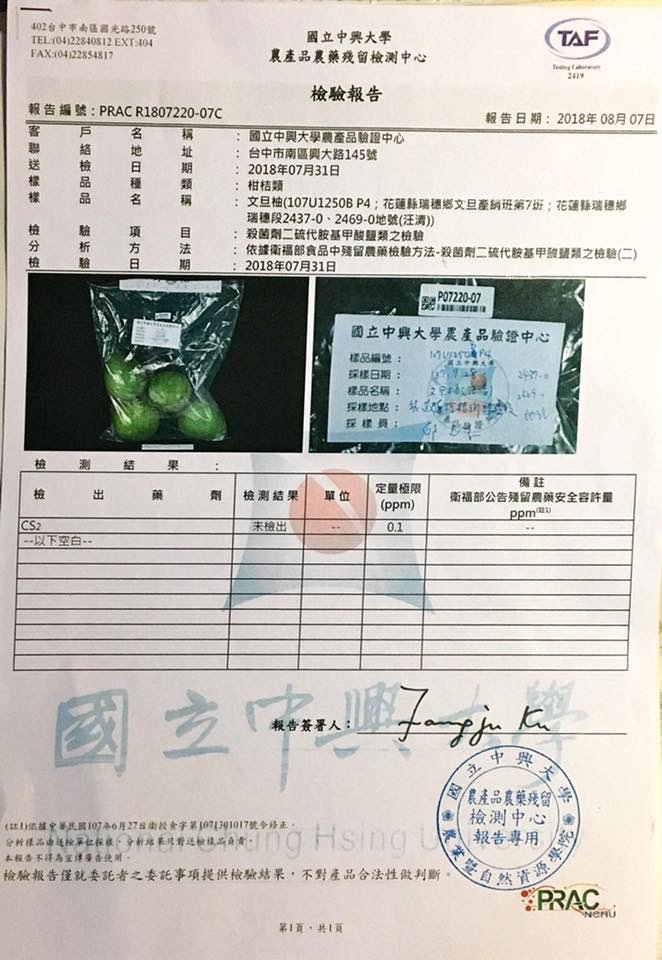 402台中市南區國光路250號
TEL:(04)22840812 EXT:404
FAX:(04)22854817
國立中興大學
農產品農藥殘留檢測中心
TAF
Testing Laboratory
2419
檢驗報告
報告編號：PRAC R1807220-07C
報告日期：2018年08月07日
客戶名稱：國立中興大學農產品驗證中心
聯絡地址：台中市南區興大路145號
送檢日期：2018年07月31日
樣品種類：柑桔類
樣品名稱：文旦柚(107U1250B P4；花蓮縣瑞穗鄉文旦產銷班第7班；花蓮縣瑞穗鄉
瑞穗段2437-0、2469-0地號(汪濤))
檢驗項目：殺菌劑二硫代胺基甲酸鹽類之檢驗
分析方法：依據衛福部食品中殘留農藥檢驗方法-殺菌劑二硫代胺基甲酸鹽類之檢驗(二)
檢驗日期：2018年07月31日
P07220-07
國立中興大學農產品驗證中心
樣品編號：107U1250B P4
採樣日期：107.7.28
樣品名稱：
採樣地點：
採樣員：
檢測結果：
檢出藥劑 檢測結果 單位 定量極限(ppm) 備註 衛福部公告殘留農藥安全容許量 ppm(註1)
CS2 未檢出 -- 0.1 --
--以下空白--
國立中興大學
報告簽署人：Fangju Ku
National Chung Hsing University
國立中興大學
農產品農藥殘留
檢測中心
報告專用
農業暨自然資源學院
(註1)依據中華民國107年6月27日衛授食字第1071301017號令修正。
分析樣品由送檢單位採樣，分析結果只對送檢樣品負責。
本報告不得為宣傳廣告使用。
檢驗報告僅就委託者之委託事項提供檢驗結果，不對產品合法性做判斷。
PRAC
NCHU
第1頁，共1頁